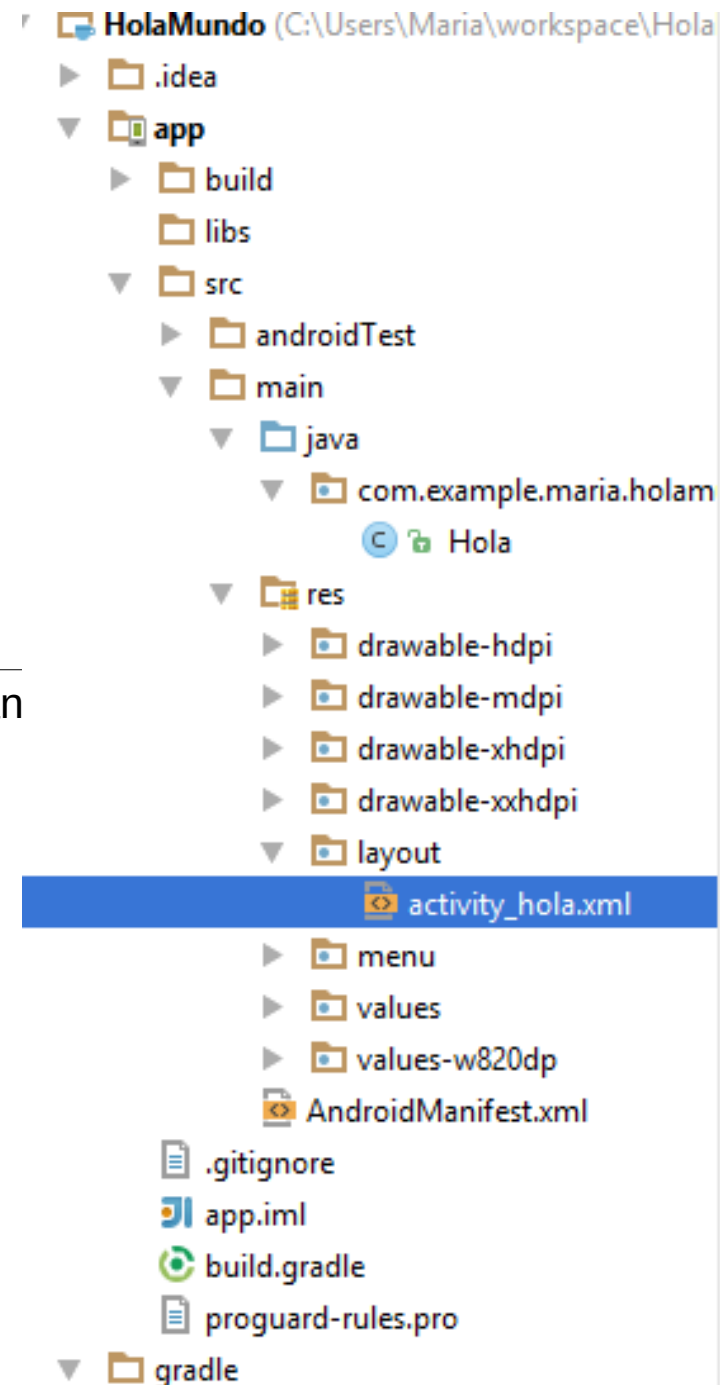 HolaMundo (C:\Users\Maria\workspace\Hola
.idea
app
build
libs
src
androidTest
main
java
com.example.maria.holam
Hola
res
drawable-hdpi
drawable-mdpi
drawable-xhdpi
drawable-xxhdpi
layout
activity_hola.xml
menu
values
values-w820dp
AndroidManifest.xml
.gitignore
app.iml
build.gradle
proguard-rules.pro
gradle